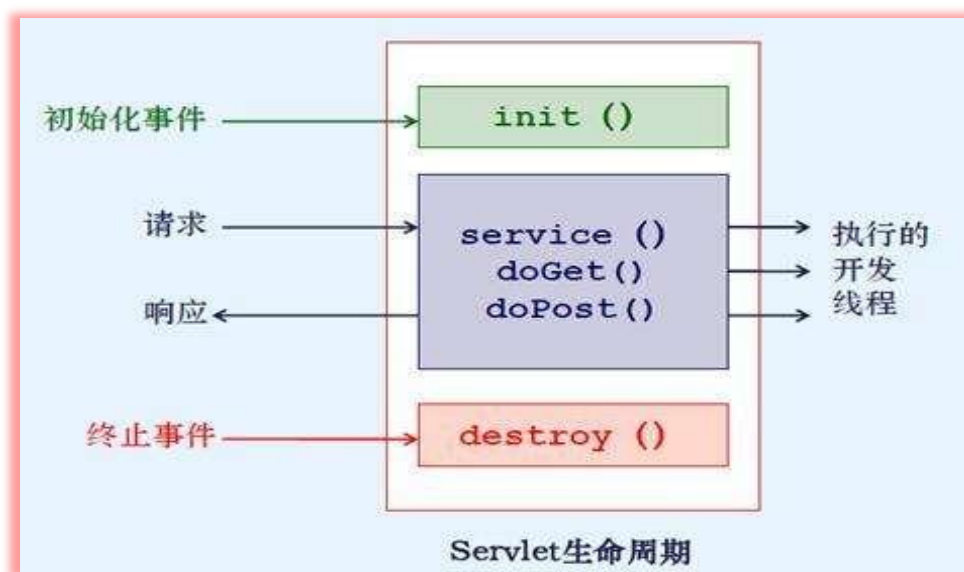 初始化事件
init ()
请求
service ()
doGet()
doPost()
响应
执行的
开发
线程
终止事件
destroy ()
Servlet生命周期